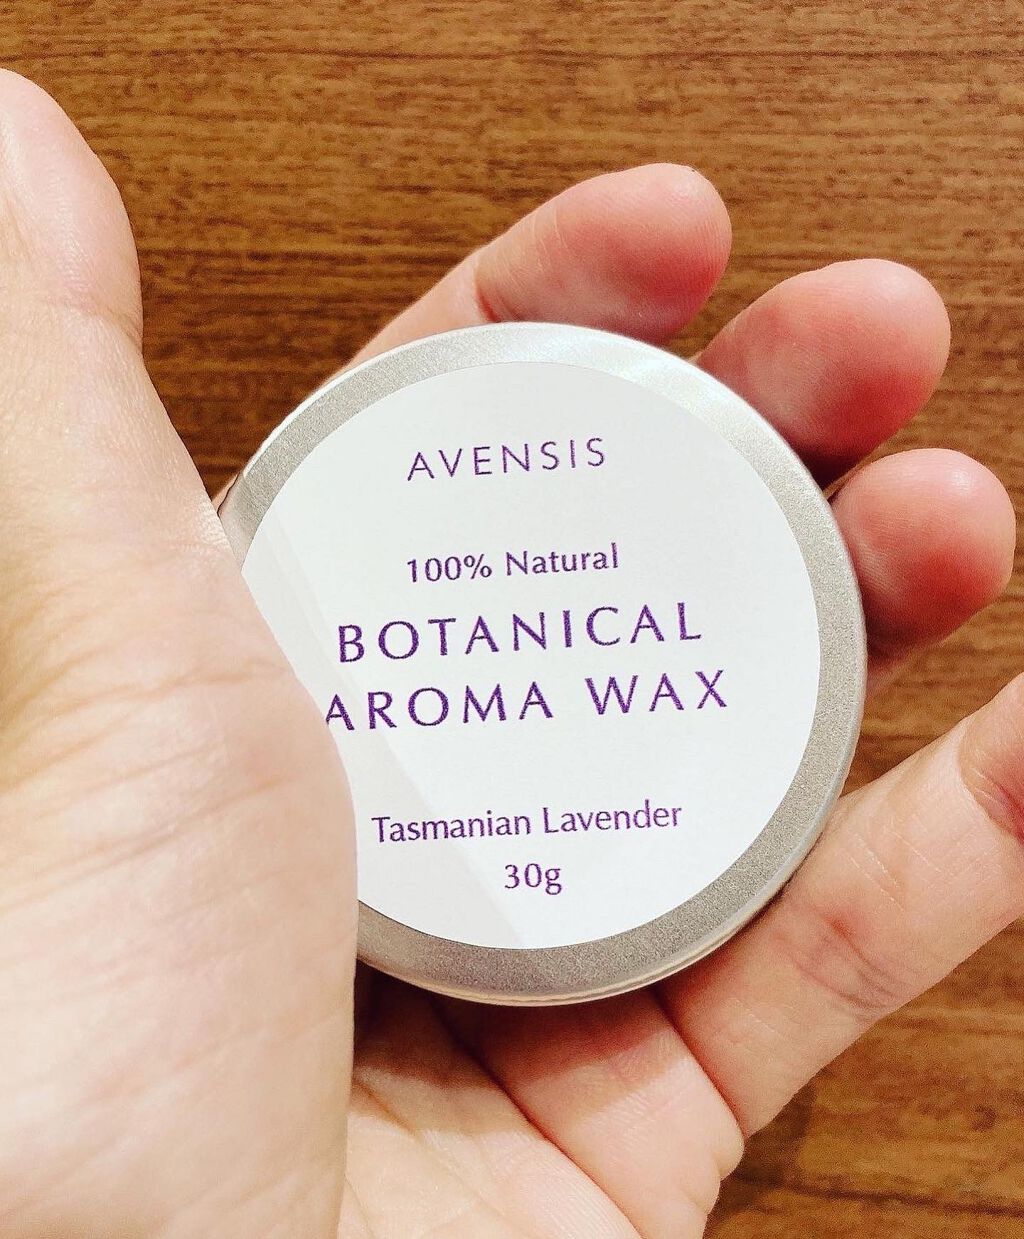 AVENSIS
100% Natural
BOTANICAL
AROMA WAX
Tasmanian Lavender
30g